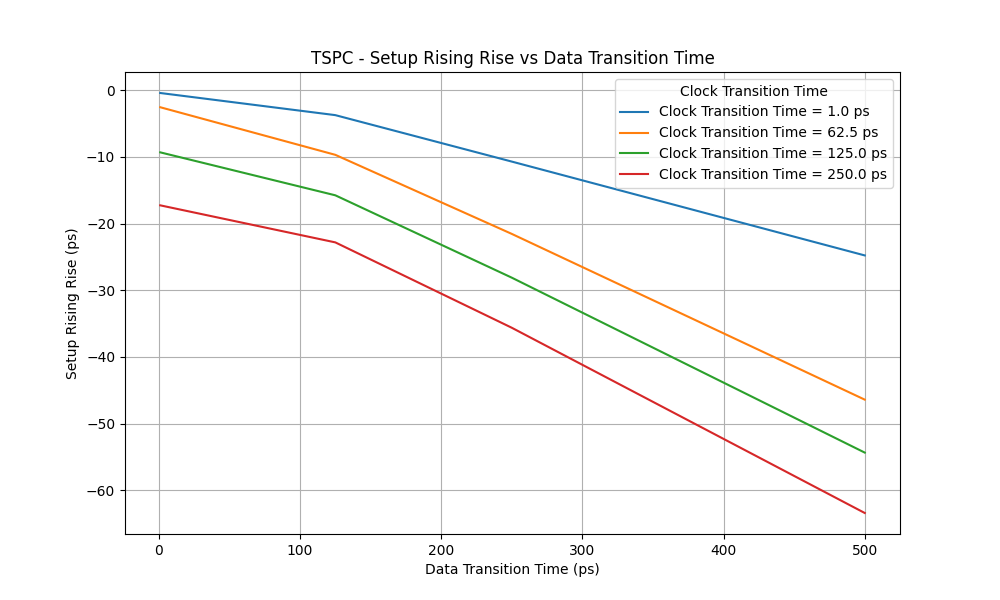 TSPC - Setup Rising Rise vs Data Transition Time
Clock Transition Time
Clock Transition Time = 1.0 ps
Clock Transition Time = 62.5 ps
Clock Transition Time = 125.0 ps
Clock Transition Time = 250.0 ps
Setup Rising Rise (ps)
0
−10
−20
−30
−40
−50
−60
0 100 200 300 400 500
Data Transition Time (ps)